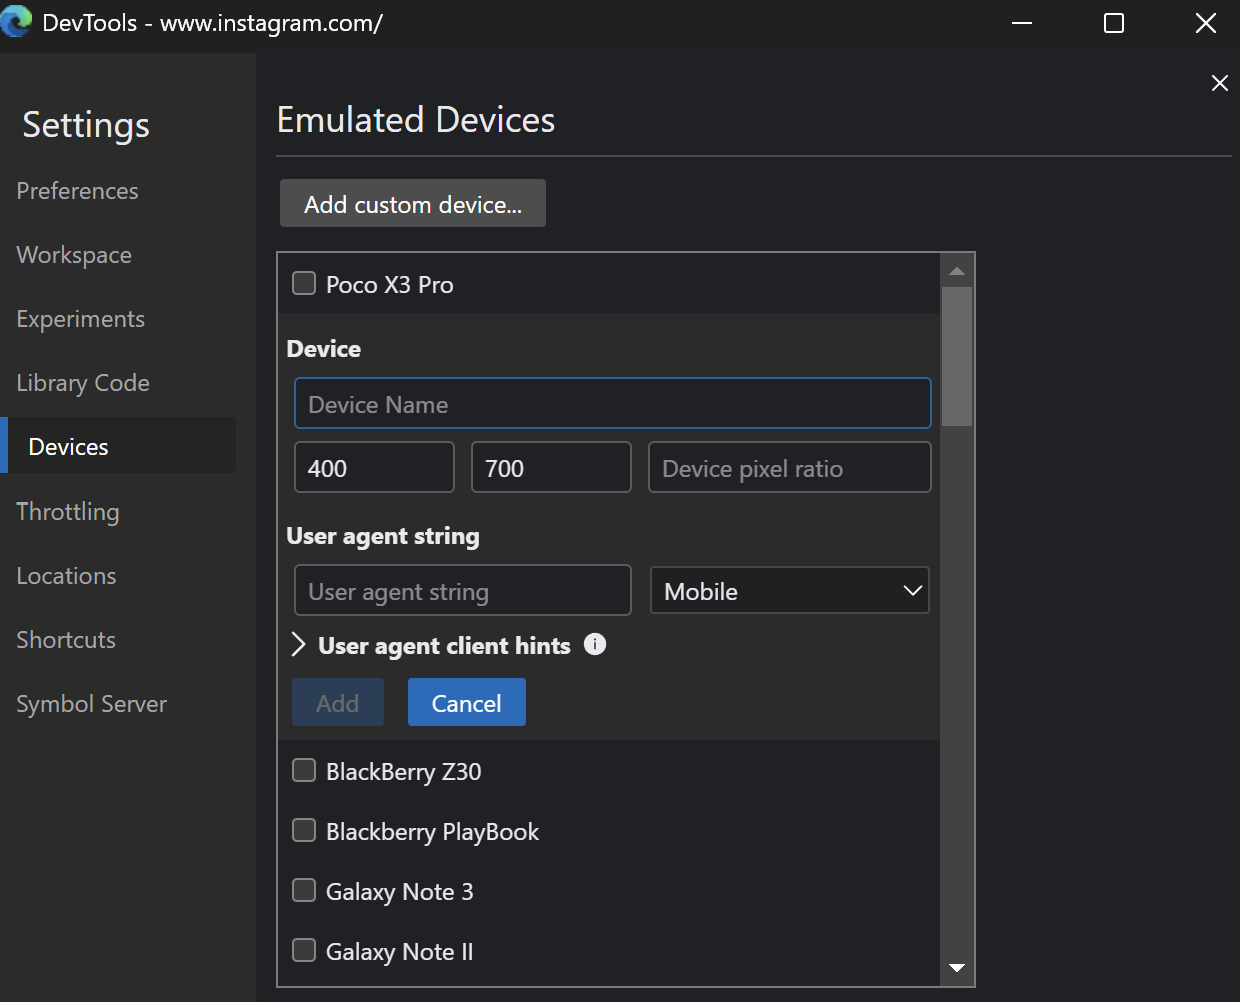 DevTools - www.instagram.com/
Settings
Preferences
Workspace
Experiments
Library Code
Devices
Throttling
Locations
Shortcuts
Symbol Server
Emulated Devices
Add custom device...
Poco X3 Pro
Device
Device Name
400 700 Device pixel ratio
User agent string
User agent string Mobile
User agent client hints
Add Cancel
BlackBerry Z30
Blackberry PlayBook
Galaxy Note 3
Galaxy Note II